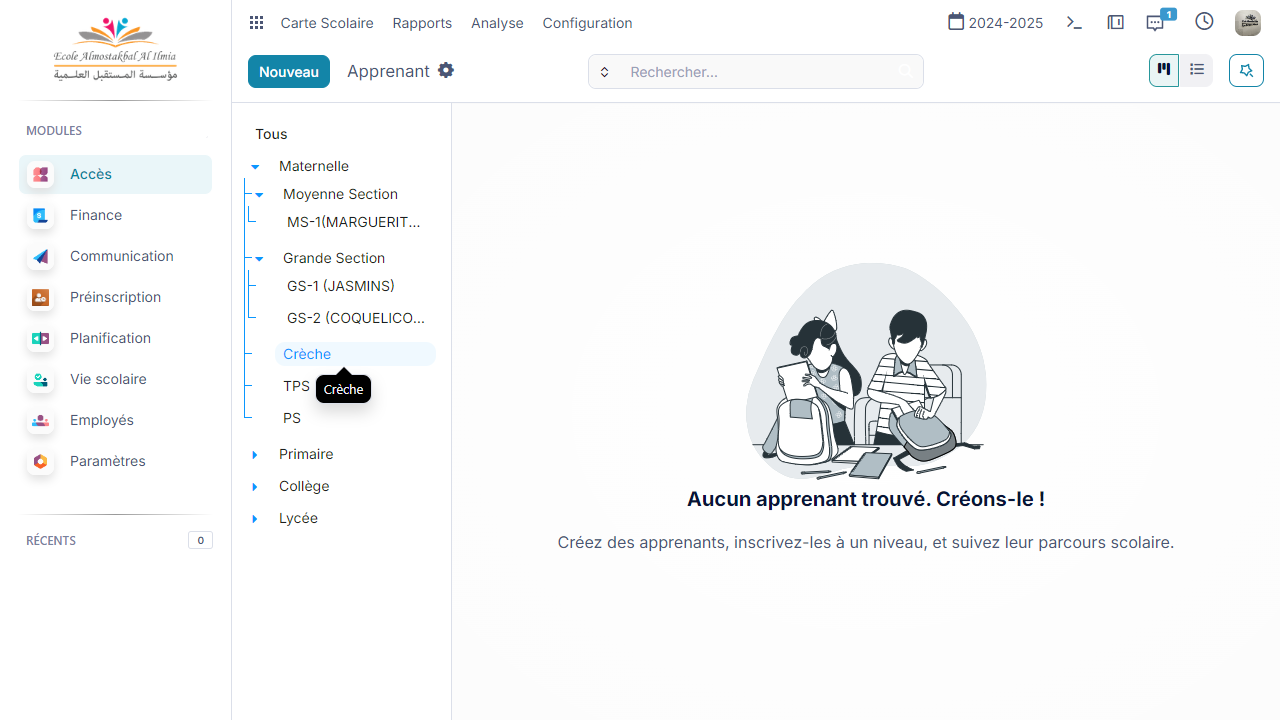 Ecole Almostakbal Al Ilmia
مؤسسة المستقبل العلمية
Carte Scolaire Rapports Analyse Configuration
2024-2025
1
Nouveau
Apprenant
Rechercher...
MODULES
Accès
Finance
Communication
Préinscription
Planification
Vie scolaire
Employés
Paramètres
RÉCENTS
0
Tous
Maternelle
Moyenne Section
MS-1(MARGUERIT...
Grande Section
GS-1 (JASMINS)
GS-2 (COQUELICO...
Crèche
TPS
Crèche
PS
Primaire
Collège
Lycée
Aucun apprenant trouvé. Créons-le !
Créez des apprenants, inscrivez-les à un niveau, et suivez leur parcours scolaire.